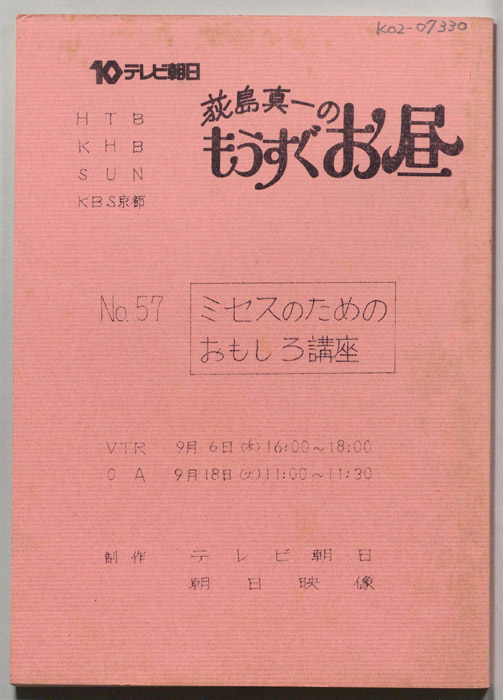 K02-07330
10テレビ朝日
荻島真一の
もうすぐお昼
HTB
KHB
SUN
KBS京都
No.57
ミセスのための
おもしろ講座
VTR 9月6日(木)16:00〜18:00
OA 9月18日(火)11:00〜11:30
制作 テレビ朝日
朝日映像